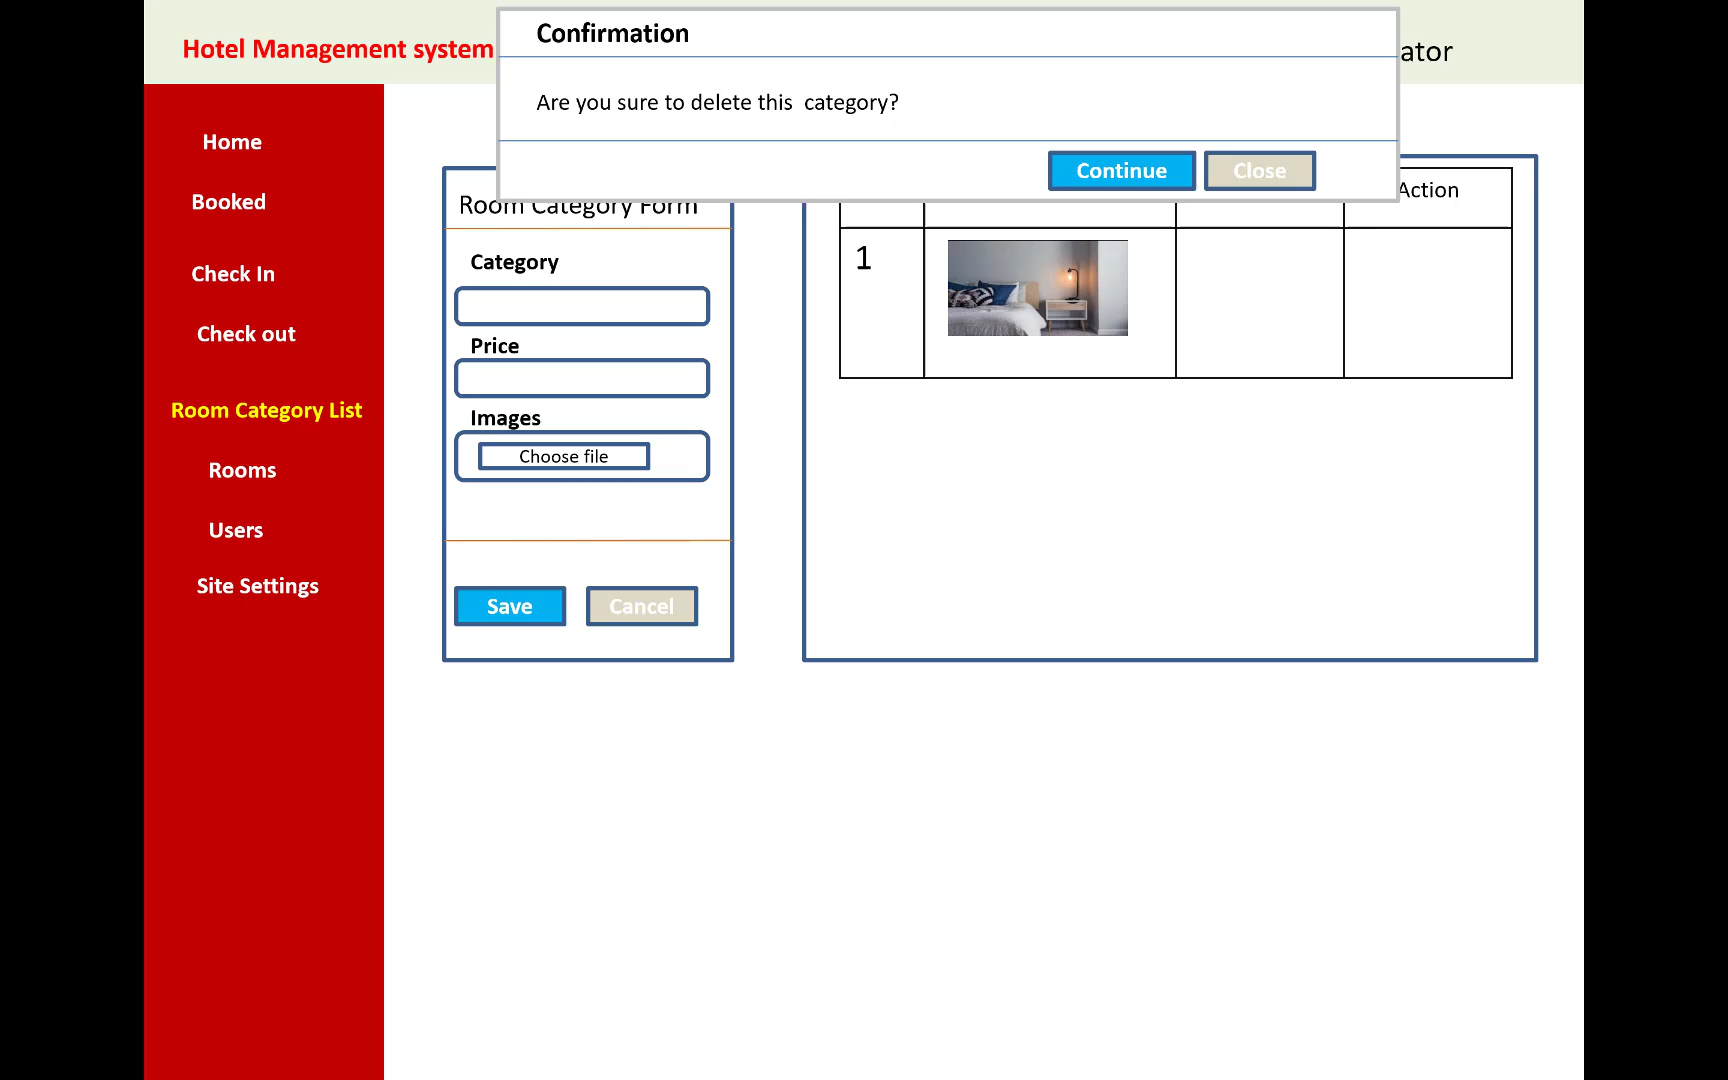 Confirmation
Hotel Management system
ator
Are you sure to delete this  category?
Continue
Close
Home
Booked
Check In
Check out
Room Category List
Rooms
Users
Site Settings
Room Category Form
Category
Price
Images
Choose file
Save
Cancel
Action
1